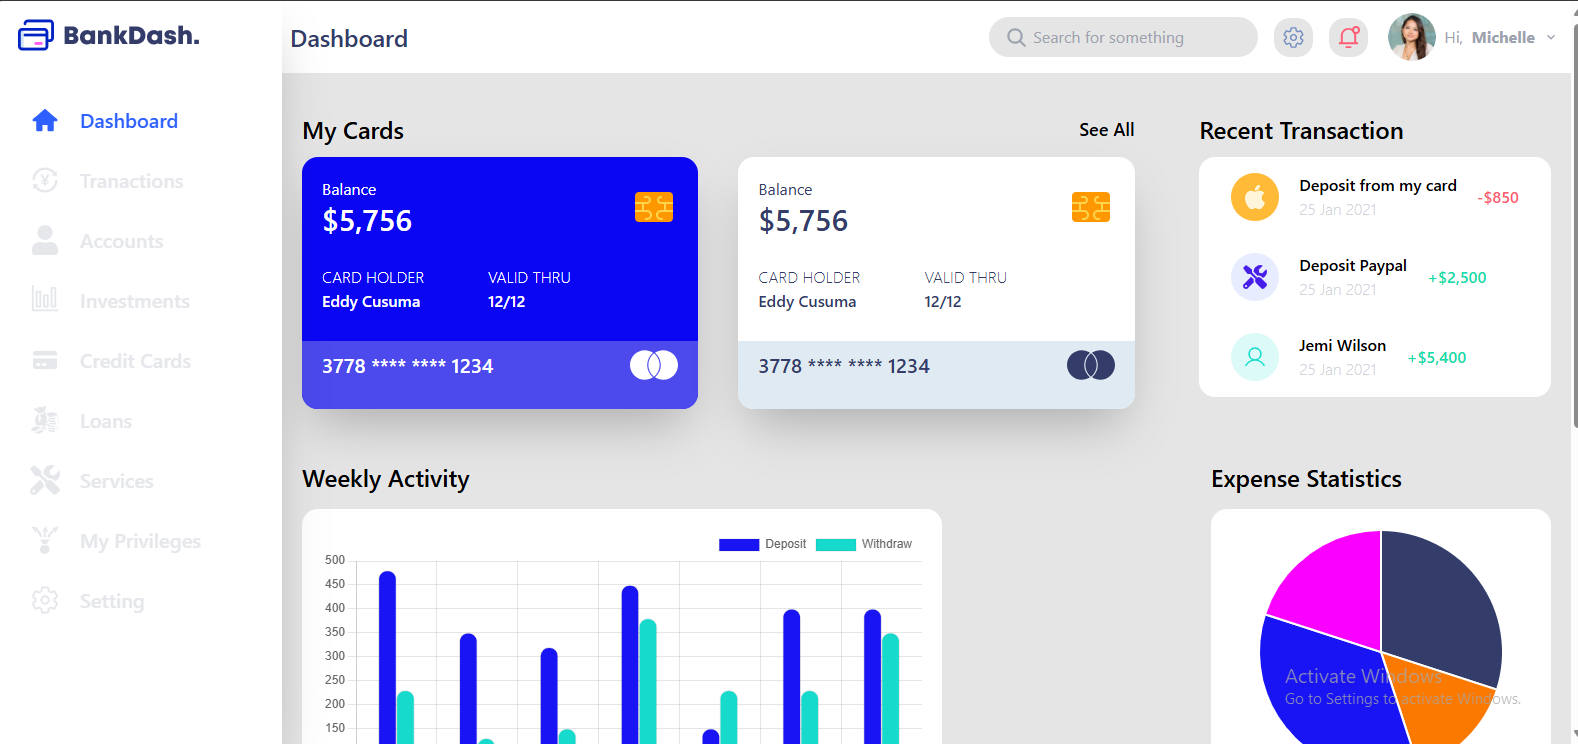 BankDash.
Dashboard
Search for something
Hi, Michelle
Dashboard
Tranactions
Accounts
Investments
Credit Cards
Loans
Services
My Privileges
Setting
My Cards
See All
Balance
$5,756
CARD HOLDER VALID THRU
Eddy Cusuma 12/12
3778 **** **** 1234
Balance
$5,756
CARD HOLDER VALID THRU
Eddy Cusuma 12/12
3778 **** **** 1234
Recent Transaction
Deposit from my card
25 Jan 2021
-$850
Deposit Paypal
25 Jan 2021
+$2,500
Jemi Wilson
25 Jan 2021
+$5,400
Weekly Activity
Deposit Withdraw
500
450
400
350
300
250
200
150
Expense Statistics
Activate Windows
Go to Settings to activate Windows.